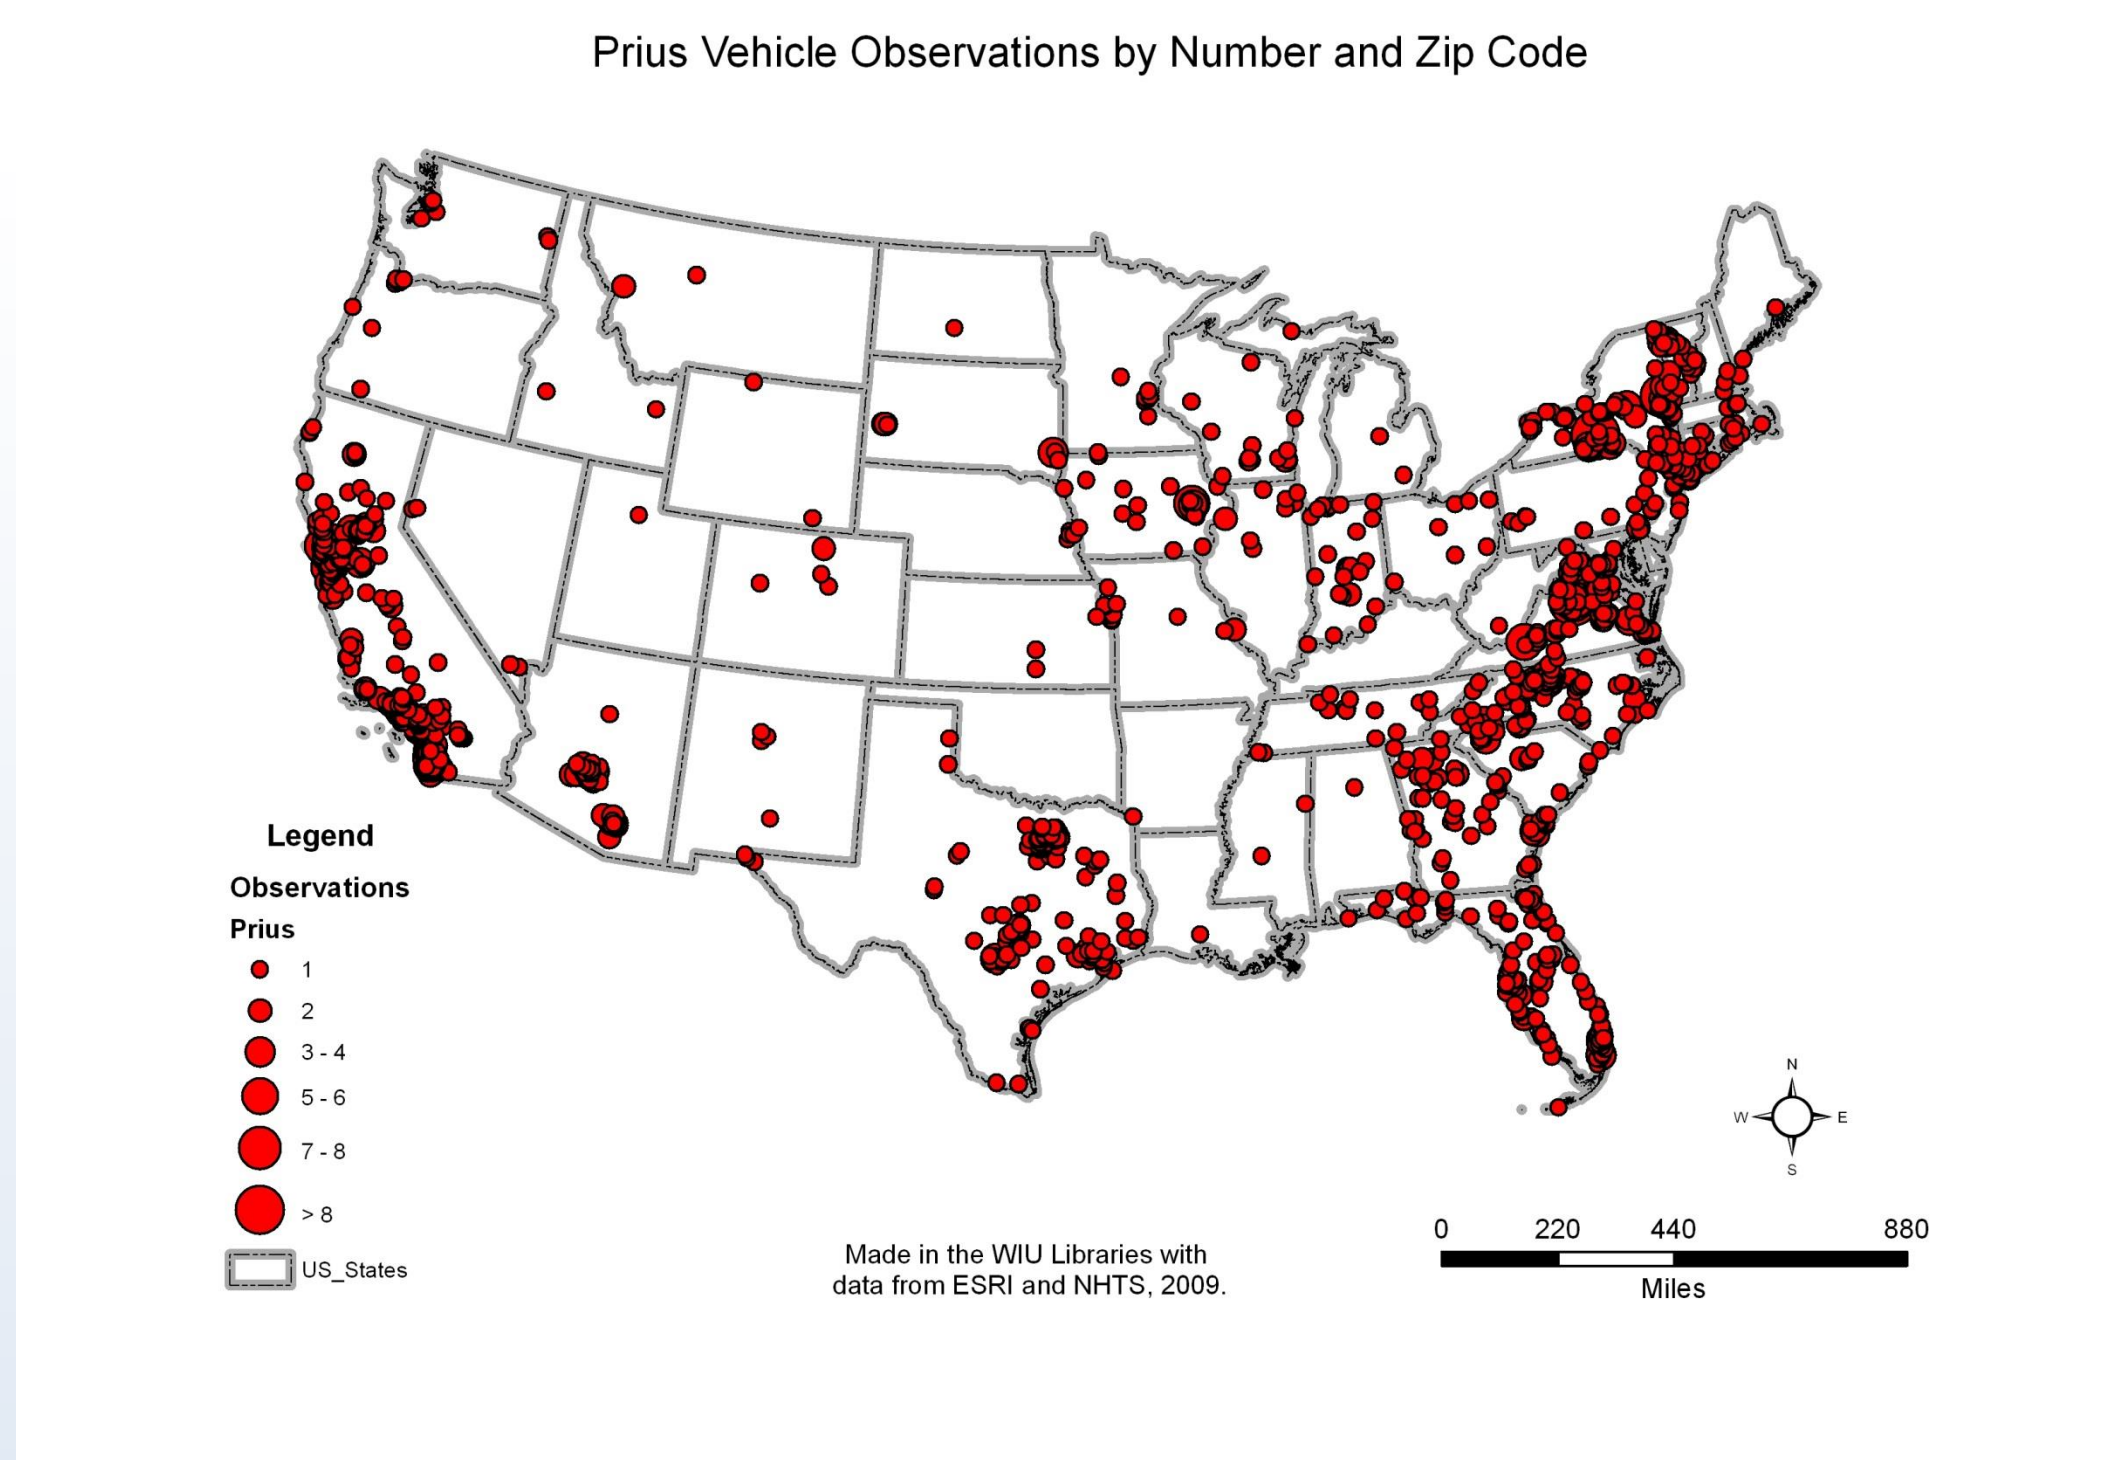 Prius Vehicle Observations by Number and Zip Code
Legend
Observations
Prius
1
2
3 - 4
5 - 6
7 - 8
> 8
US_States
Made in the WIU Libraries with
data from ESRI and NHTS, 2009.
N
W
E
S
0 220 440 880
Miles